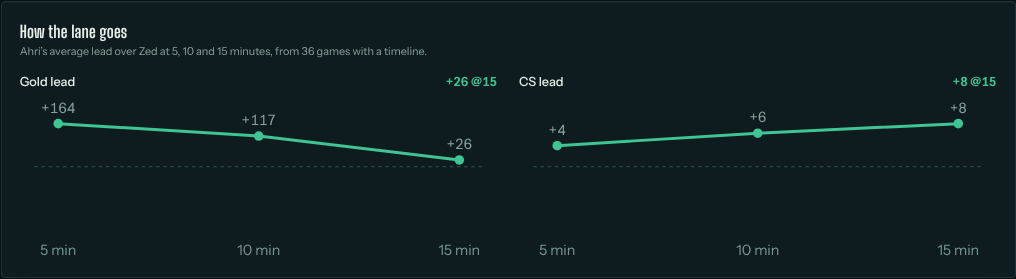 How the lane goes
Ahri's average lead over Zed at 5, 10 and 15 minutes, from 36 games with a timeline.
Gold lead
+26 @15
+164
+117
+26
5 min
10 min
15 min
CS lead
+8 @15
+4
+6
+8
5 min
10 min
15 min